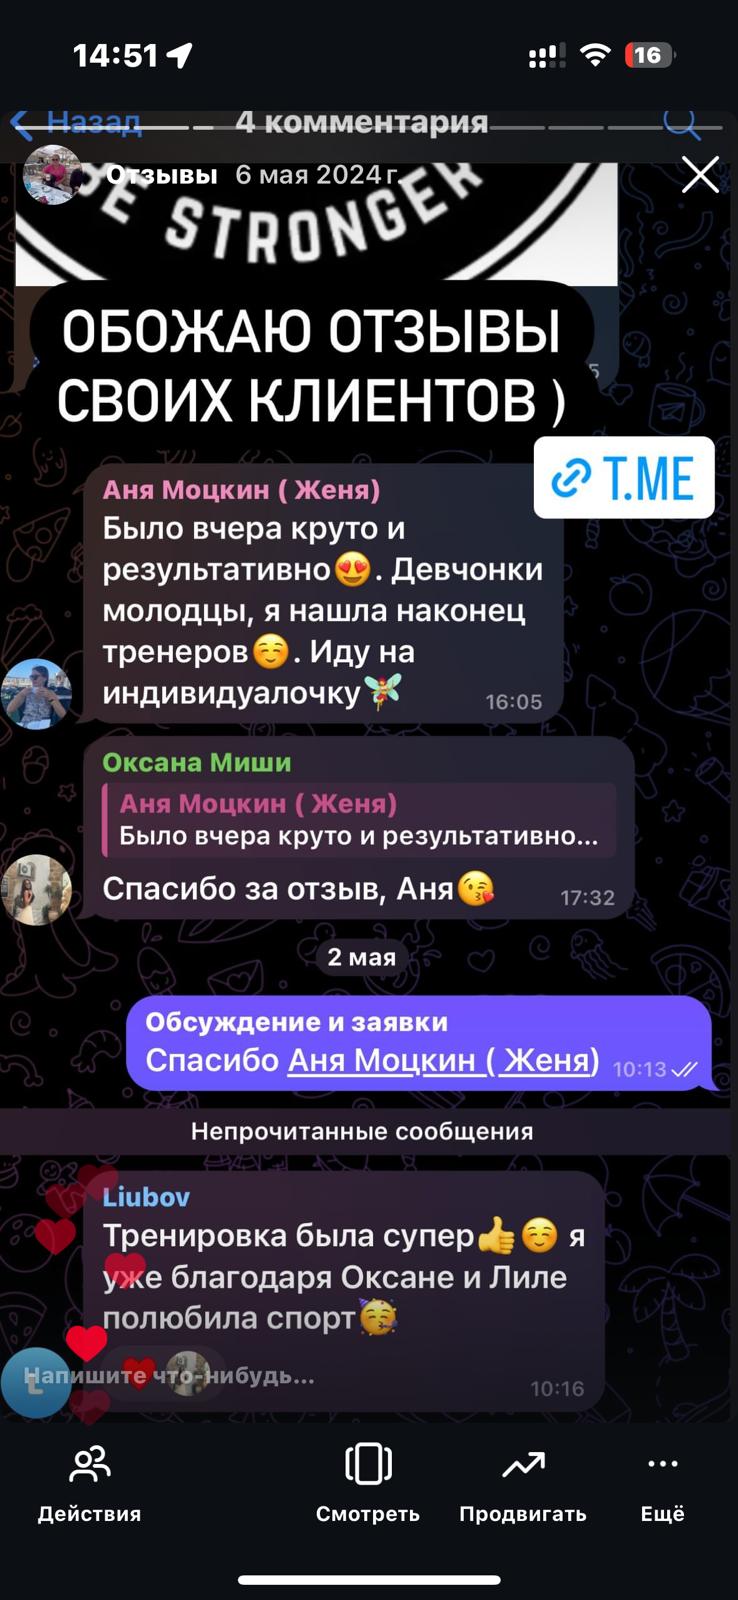 14:51
16
Назад
4 комментария
Отзывы 6 мая 2024 г.
BE STRONGER
ОБОЖАЮ ОТЗЫВЫ
СВОИХ КЛИЕНТОВ )
T.ME
Аня Моцкин ( Женя)
Было вчера круто и
результативно😍. Девчонки
молодцы, я нашла наконец
тренеров☺️. Иду на
индивидуалочку🧚
16:05
Оксана Миши
Аня Моцкин ( Женя)
Было вчера круто и результативно...
Спасибо за отзыв, Аня😘
17:32
2 мая
Обсуждение и заявки
Спасибо Аня Моцкин ( Женя)
10:13
Непрочитанные сообщения
Liubov
Тренировка была супер👍☺️ я
уже благодаря Оксане и Лиле
полюбила спорт🥳
L
Напишите что-нибудь...
10:16
Действия
Смотреть
Продвигать
Ещё